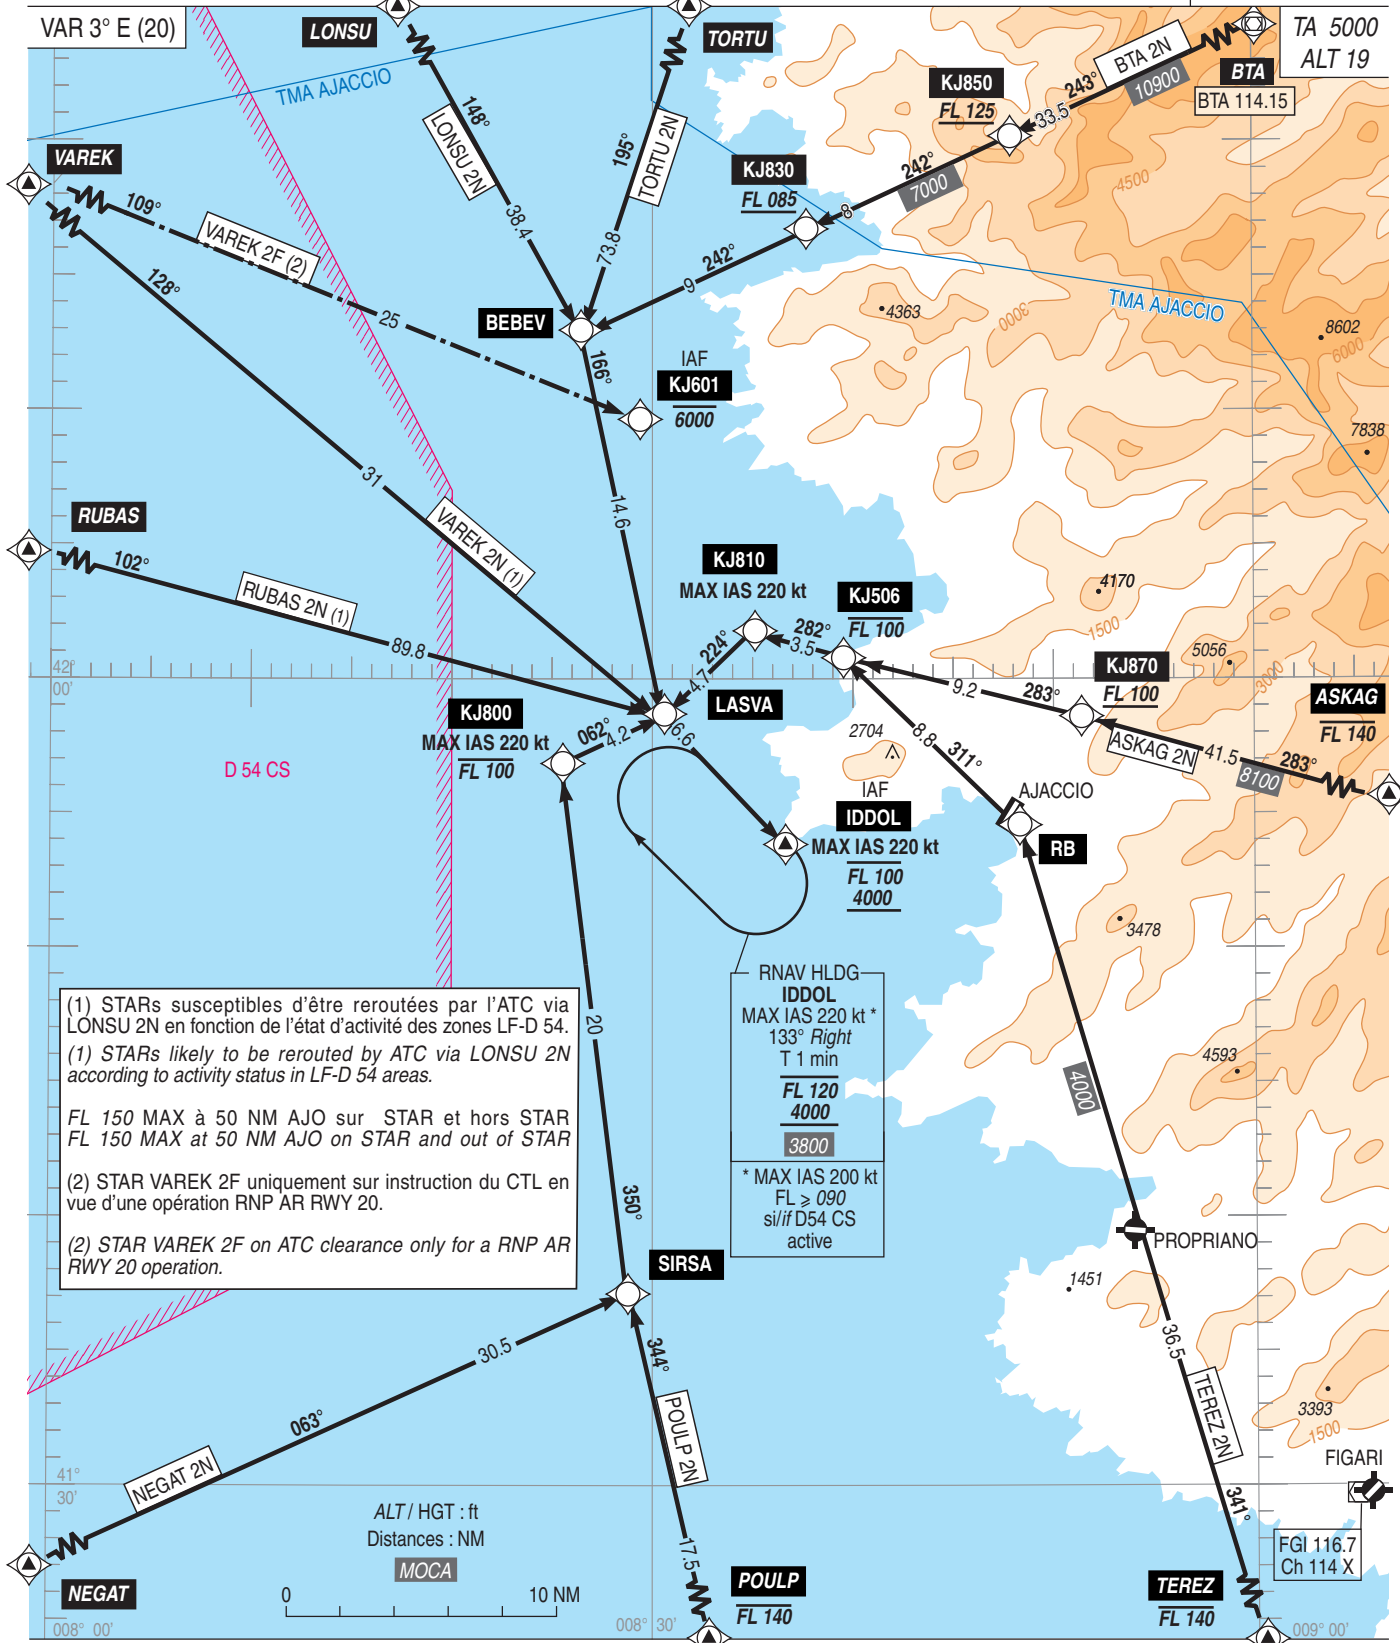 VAR 3° E (20)
LONSU
TORTU
TA 5000
ALT 19
BTA
BTA 114.15
BTA 2N
243°
10900
33.5
KJ850
FL 125
TMA AJACCIO
148°
LONSU 2N
38.4
195°
TORTU 2N
73.8
VAREK
109°
VAREK 2F (2)
25
128°
KJ830
FL 085
242°
7000
8
4500
242°
9
BEBEV
166°
IAF
KJ601
6000
4363
3000
TMA AJACCIO
8602
6000
7838
31
VAREK 2N (1)
14.6
RUBAS
102°
RUBAS 2N (1)
89.8
KJ810
MAX IAS 220 kt
KJ506
FL 100
282°
3.5
224°
4.7
4170
1500
5056
3000
42°
00'
KJ870
FL 100
9.2
283°
ASKAG
FL 140
ASKAG 2N
41.5
283°
8100
LASVA
KJ800
MAX IAS 220 kt
FL 100
062°
4.2
6.6
2704
8.8
311°
D 54 CS
IAF
IDDOL
MAX IAS 220 kt
FL 100
4000
AJACCIO
RB
3478
RNAV HLDG
IDDOL
MAX IAS 220 kt *
133° Right
T 1 min
FL 120
4000
3800
* MAX IAS 200 kt
FL ⩾ 090
si/if D54 CS
active
(1) STARs susceptibles d'être reroutées par l'ATC via
LONSU 2N en fonction de l'état d'activité des zones LF-D 54.
(1) STARs likely to be rerouted by ATC via LONSU 2N
according to activity status in LF-D 54 areas.
FL 150 MAX à 50 NM AJO sur STAR et hors STAR
FL 150 MAX at 50 NM AJO on STAR and out of STAR
(2) STAR VAREK 2F uniquement sur instruction du CTL en
vue d'une opération RNP AR RWY 20.
(2) STAR VAREK 2F on ATC clearance only for a RNP AR
RWY 20 operation.
20
350°
4000
4593
PROPRIANO
1451
SIRSA
344°
30.5
063°
NEGAT 2N
POULP 2N
17.5
36.5
TEREZ 2N
341°
3393
1500
FIGARI
FGI 116.7
Ch 114 X
41°
30'
ALT / HGT : ft
Distances : NM
MOCA
0
10 NM
NEGAT
POULP
FL 140
TEREZ
FL 140
008° 00'
008° 30'
009° 00'